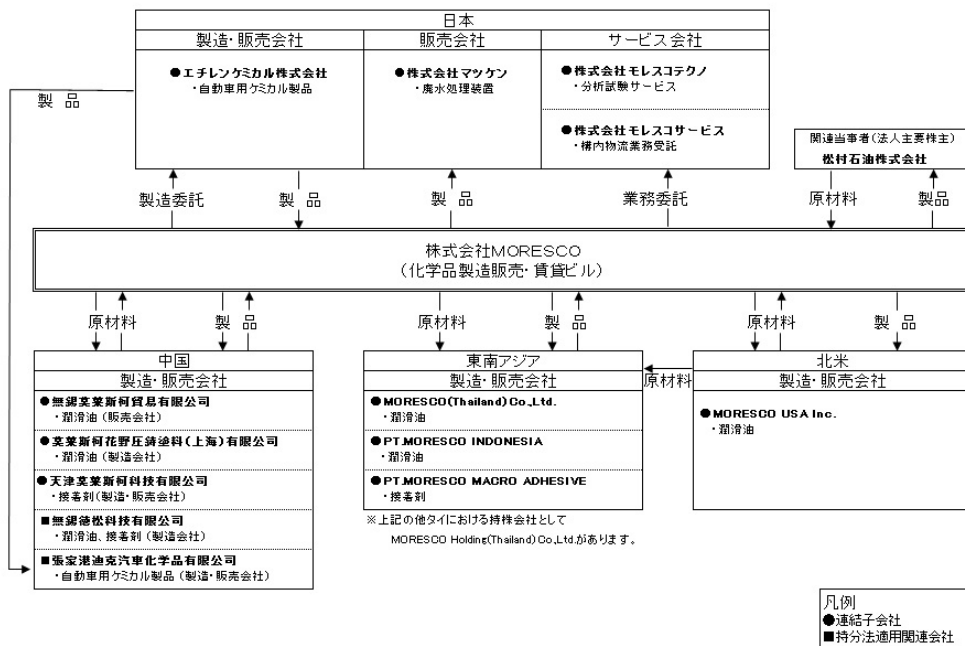 日本
製造・販売会社
販売会社
サービス会社
●エチレンケミカル株式会社
・自動車用ケミカル製品
●株式会社マツケン
・廃水処理装置
●株式会社モレスコテクノ
・分析試験サービス
●株式会社モレスコサービス
・構内物流業務受託
製品
関連当事者(法人主要株主)
松村石油株式会社
製造委託
製品
製品
業務委託
原材料
製品
株式会社MORESCO
(化学品製造販売・賃貸ビル)
原材料
製品
原材料
製品
原材料
製品
中国
製造・販売会社
●無錫莫莱斯柯貿易有限公司
・潤滑油(販売会社)
●莫莱斯柯花野圧鋳塗料(上海)有限公司
・潤滑油(製造会社)
●天津莫莱斯柯科技有限公司
・接着剤(製造・販売会社)
■無錫徳松科技有限公司
・潤滑油、接着剤(製造会社)
■張家港迪克汽車化学品有限公司
・自動車用ケミカル製品(製造・販売会社)
東南アジア
製造・販売会社
●MORESCO(Thailand)Co.,Ltd.
・潤滑油
●PT.MORESCO INDONESIA
・潤滑油
●PT.MORESCO MACRO ADHESIVE
・接着剤
※上記の他タイにおける持株会社として
MORESCO Holding(Thailand)Co.,Ltd.があります。
原材料
北米
製造・販売会社
●MORESCO USA Inc.
・潤滑油
凡例
●連結子会社
■持分法適用関連会社